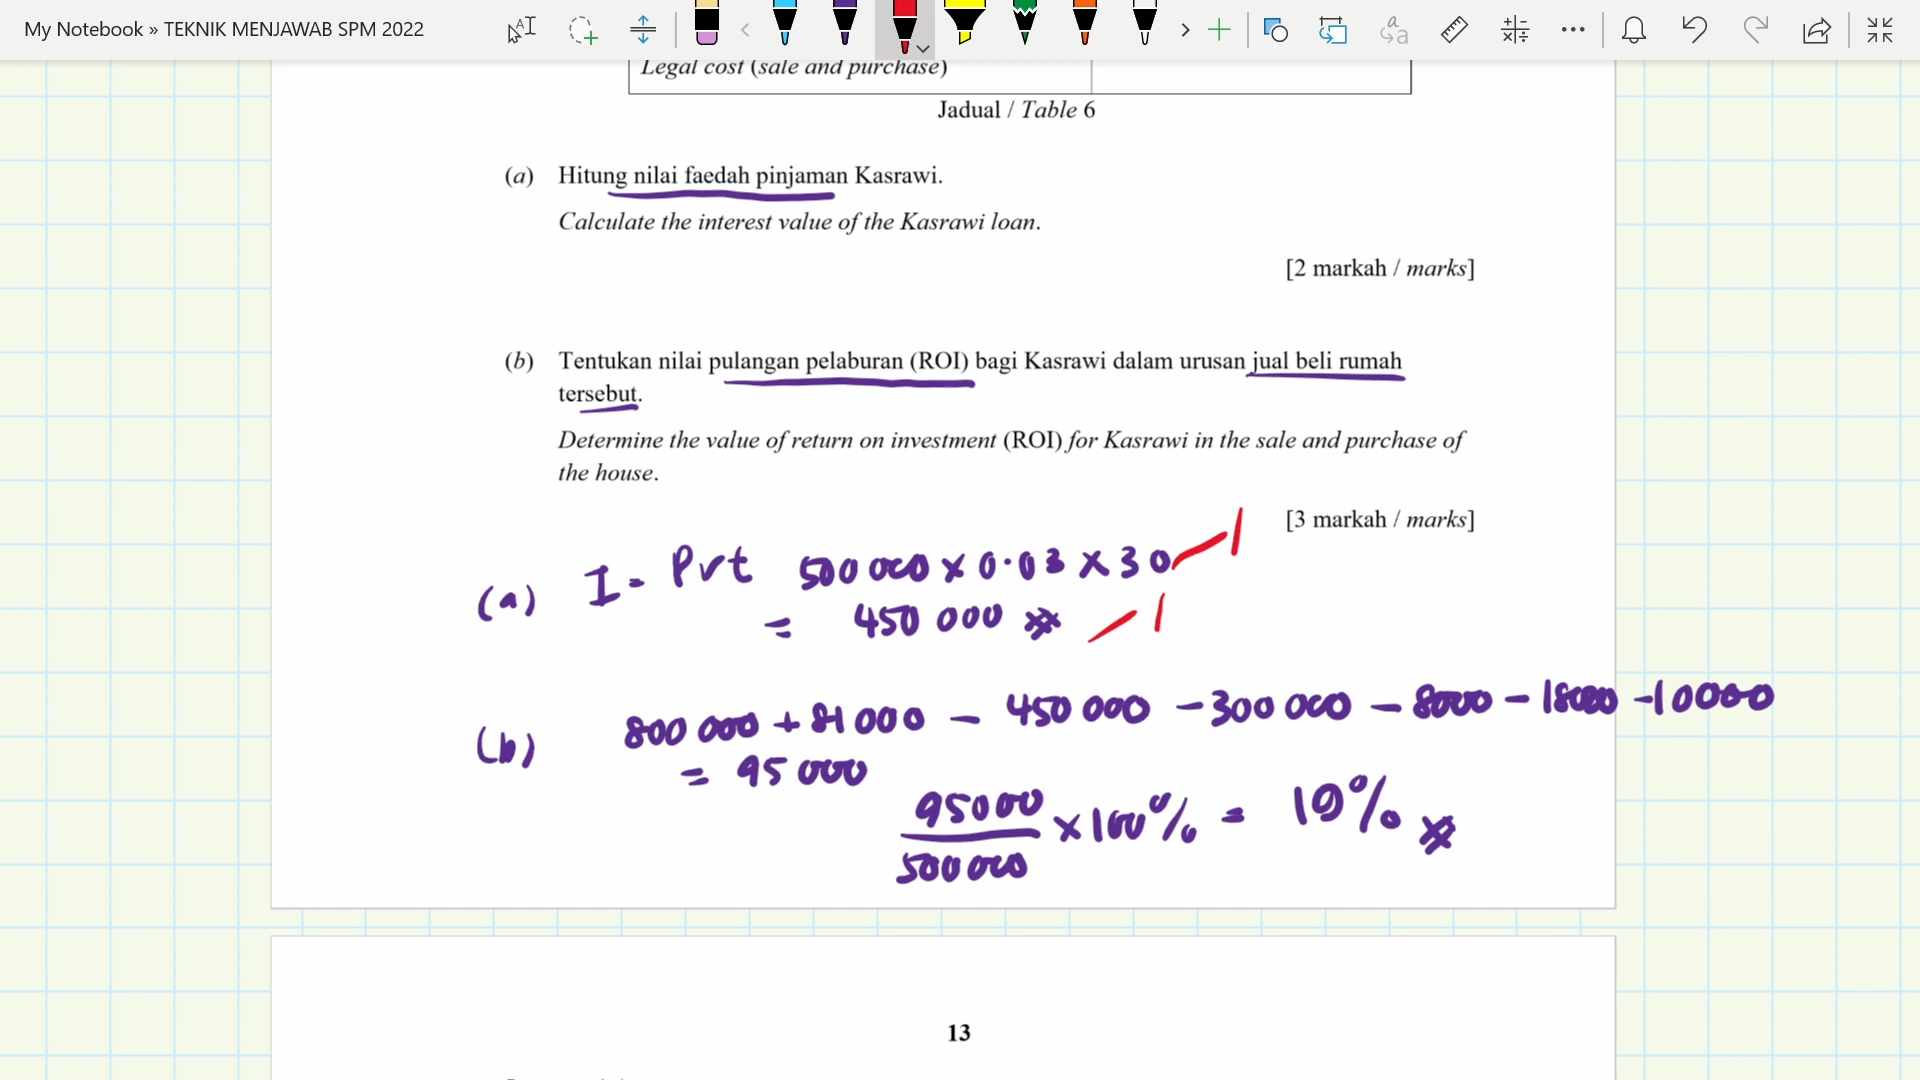 My Notebook » TEKNIK MENJAWAB SPM 2022
Legal cost (sale and purchase)
Jadual / Table 6
(a) Hitung nilai faedah pinjaman Kasrawi.
Calculate the interest value of the Kasrawi loan.
[2 markah / marks]
(b) Tentukan nilai pulangan pelaburan (ROI) bagi Kasrawi dalam urusan jual beli rumah
tersebut.
Determine the value of return on investment (ROI) for Kasrawi in the sale and purchase of
the house.
[3 markah / marks]
(a) I = Prt 500 000 × 0.03 × 30 / 1
= 450 000 / 1
(b) 800 000 + 81 000 - 450 000 - 300 000 - 8000 - 18000 - 10000
= 95 000
95000
× 100% = 19%
500 000
13